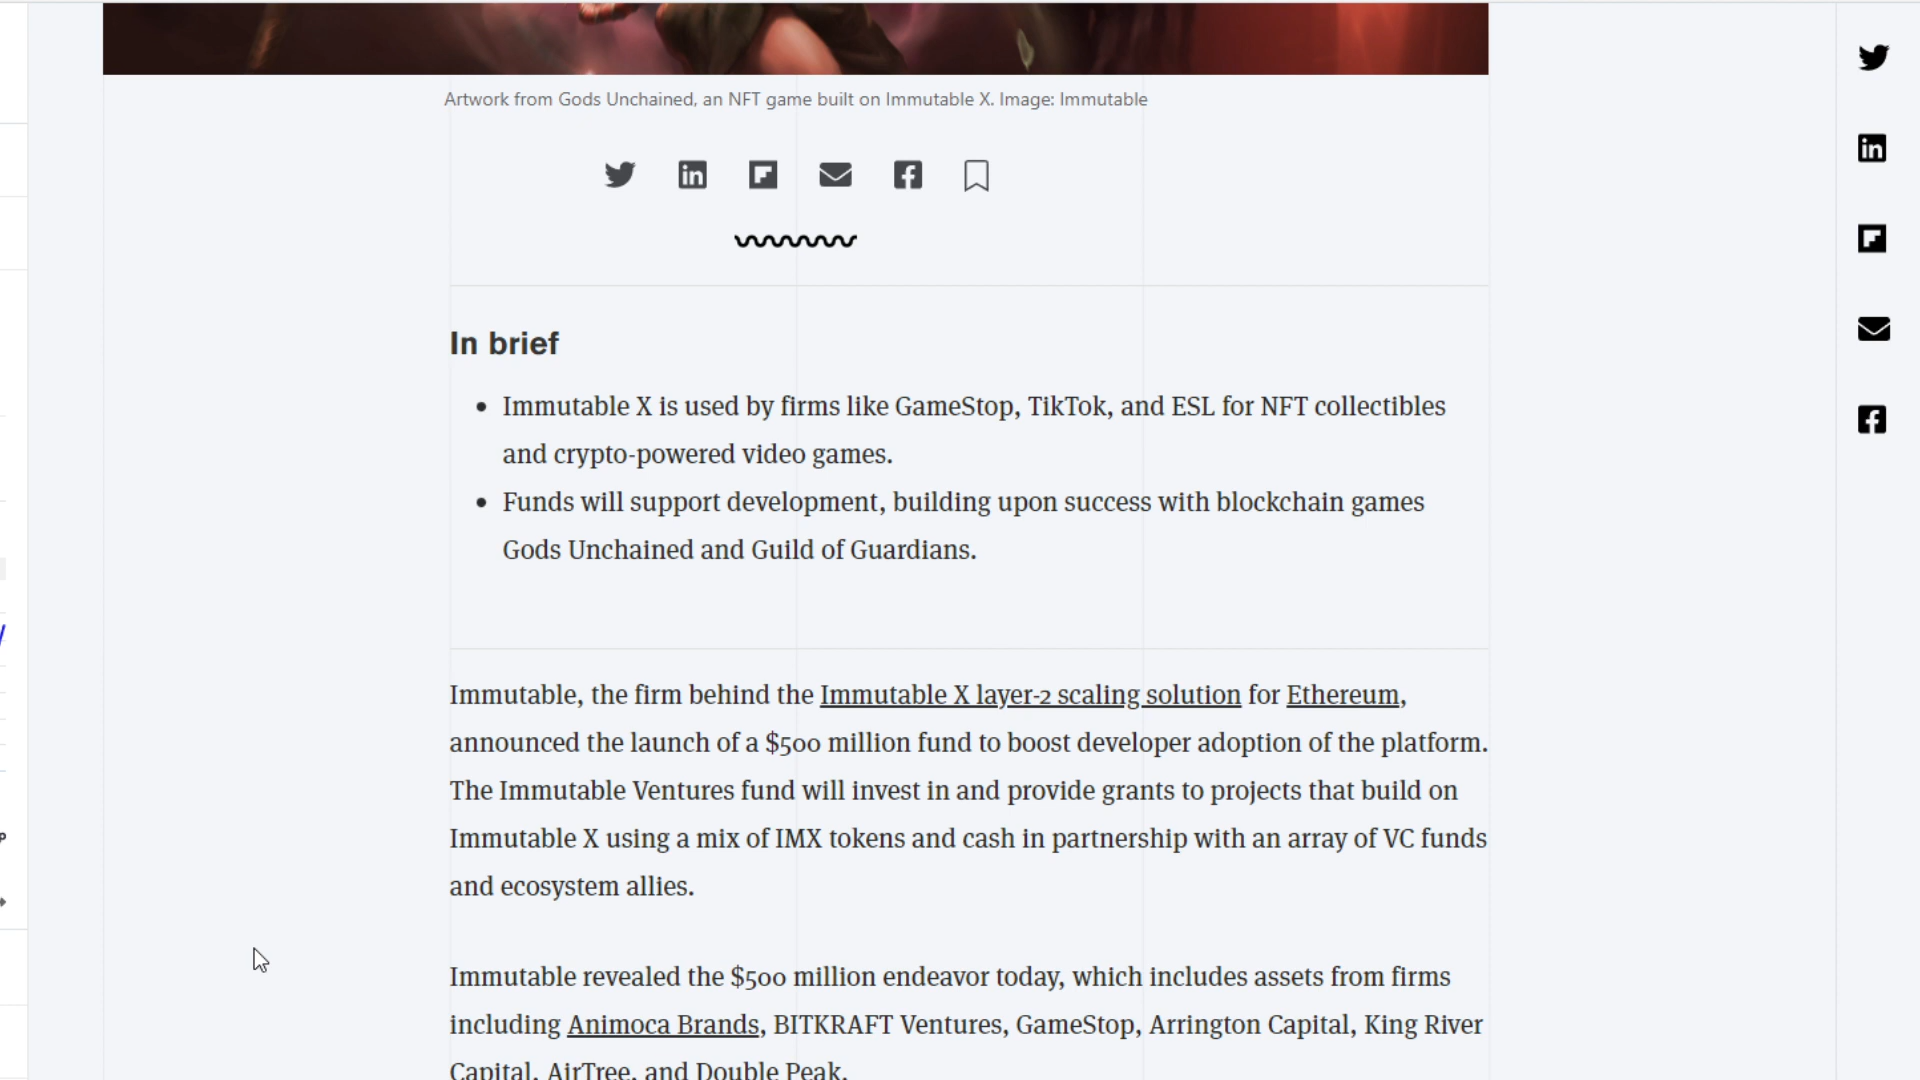 Artwork from Gods Unchained, an NFT game built on Immutable X. Image: Immutable
In brief
Immutable X is used by firms like GameStop, TikTok, and ESL for NFT collectibles
and crypto-powered video games.
Funds will support development, building upon success with blockchain games
Gods Unchained and Guild of Guardians.
Immutable, the firm behind the Immutable X layer-2 scaling solution for Ethereum,
announced the launch of a $500 million fund to boost developer adoption of the platform.
The Immutable Ventures fund will invest in and provide grants to projects that build on
Immutable X using a mix of IMX tokens and cash in partnership with an array of VC funds
and ecosystem allies.
Immutable revealed the $500 million endeavor today, which includes assets from firms
including Animoca Brands, BITKRAFT Ventures, GameStop, Arrington Capital, King River
Capital, AirTree, and Double Peak.